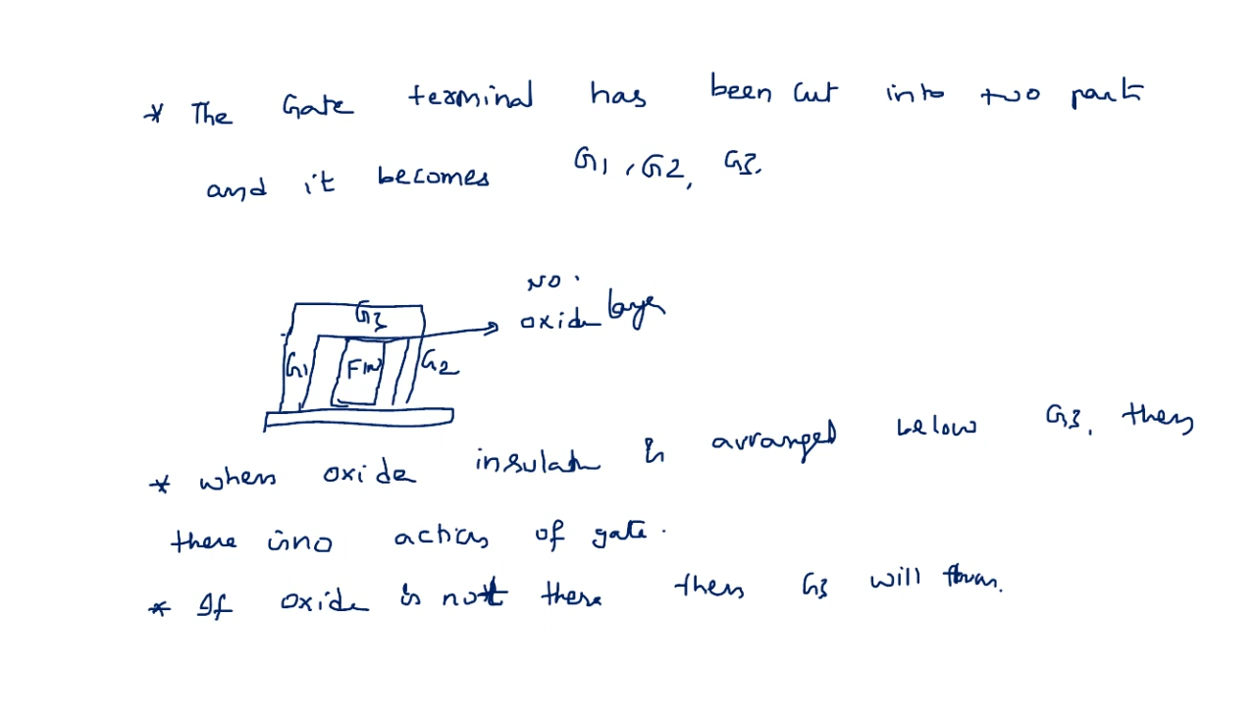 * The Gate terminal has been cut into two parts
and it becomes G1, G2, G3.
NO
oxide layer
G3
G1
FIN
G2
* when oxide insulator is arranged below G3, then
there is no action of gate.
* If oxide is not there then G3 will